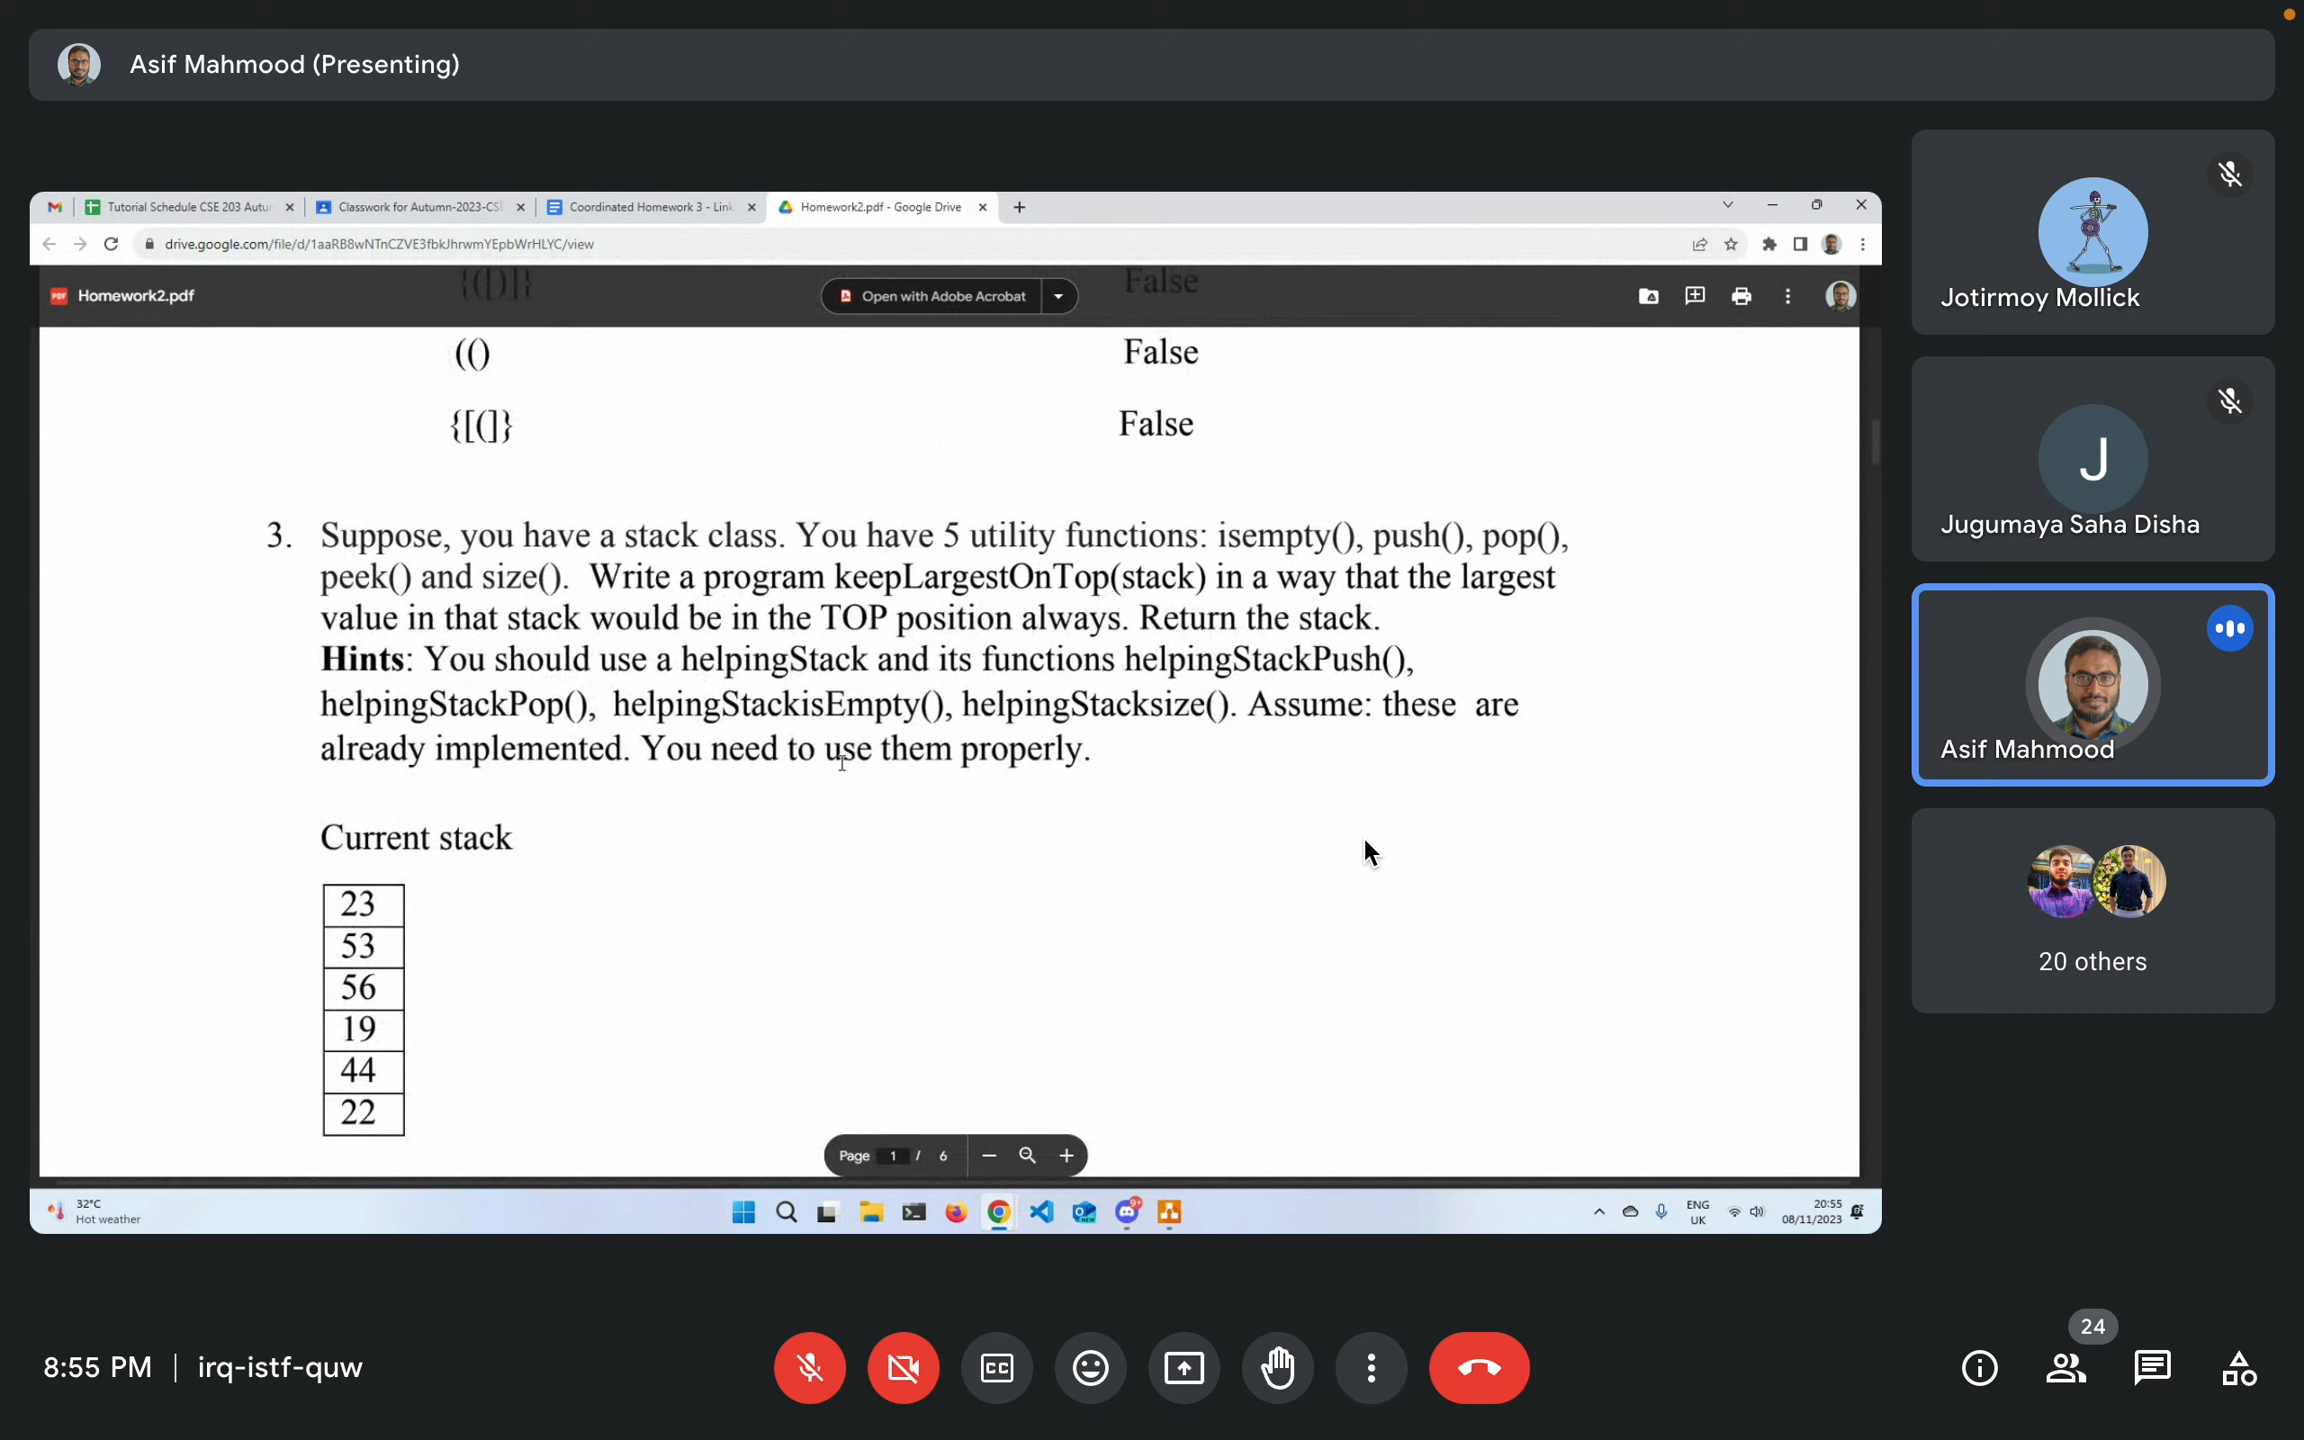 Asif Mahmood (Presenting)
Tutorial Schedule CSE 203 Autur
Classwork for Autumn-2023-CS
Coordinated Homework 3 - Link
Homework2.pdf - Google Drive
drive.google.com/file/d/1aaRB8wNTnCZVE3fbkJhrwmYEpbWrHLYC/view
Homework2.pdf
Open with Adobe Acrobat
False
(() False
{[(]} False
3. Suppose, you have a stack class. You have 5 utility functions: isempty(), push(), pop(),
peek() and size(). Write a program keepLargestOnTop(stack) in a way that the largest
value in that stack would be in the TOP position always. Return the stack.
Hints: You should use a helpingStack and its functions helpingStackPush(),
helpingStackPop(), helpingStackisEmpty(), helpingStacksize(). Assume: these are
already implemented. You need to use them properly.
Current stack
23
53
56
19
44
22
Page 1 / 6
32°C
Hot weather
ENG
UK
20:55
08/11/2023
Jotirmoy Mollick
J
Jugumaya Saha Disha
Asif Mahmood
20 others
8:55 PM | irq-istf-quw
CC
24